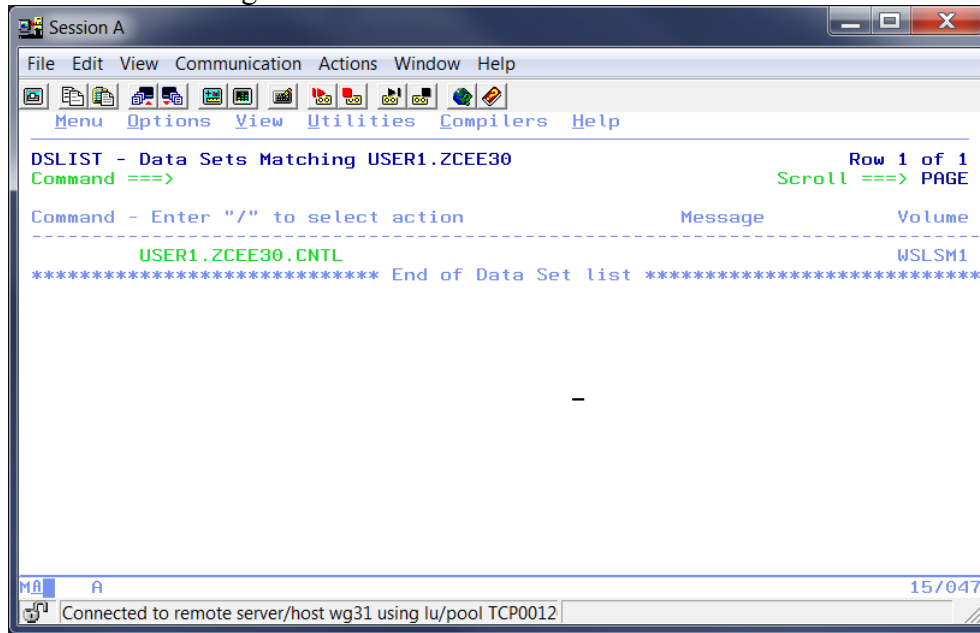 Session A
File Edit View Communication Actions Window Help
Menu Options View Utilities Compilers Help
DSLIST - Data Sets Matching USER1.ZCEE30 Row 1 of 1
Command ===> Scroll ===> PAGE
Command - Enter "/" to select action Message Volume
-------------------------------------------------------------------------------
USER1.ZCEE30.CNTL WSLSM1
***************************** End of Data Set list ****************************
MA A 15/047
Connected to remote server/host wg31 using lu/pool TCP0012